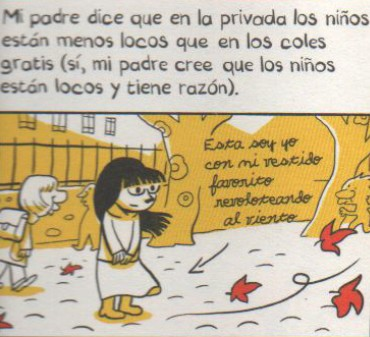 Mi padre dice que en la privada los niños
están menos locos que en los coles
gratis (sí, mi padre cree que los niños
están locos y tiene razón).
Esta soy yo
con mi vestido
favorito
revoloteando
al viento